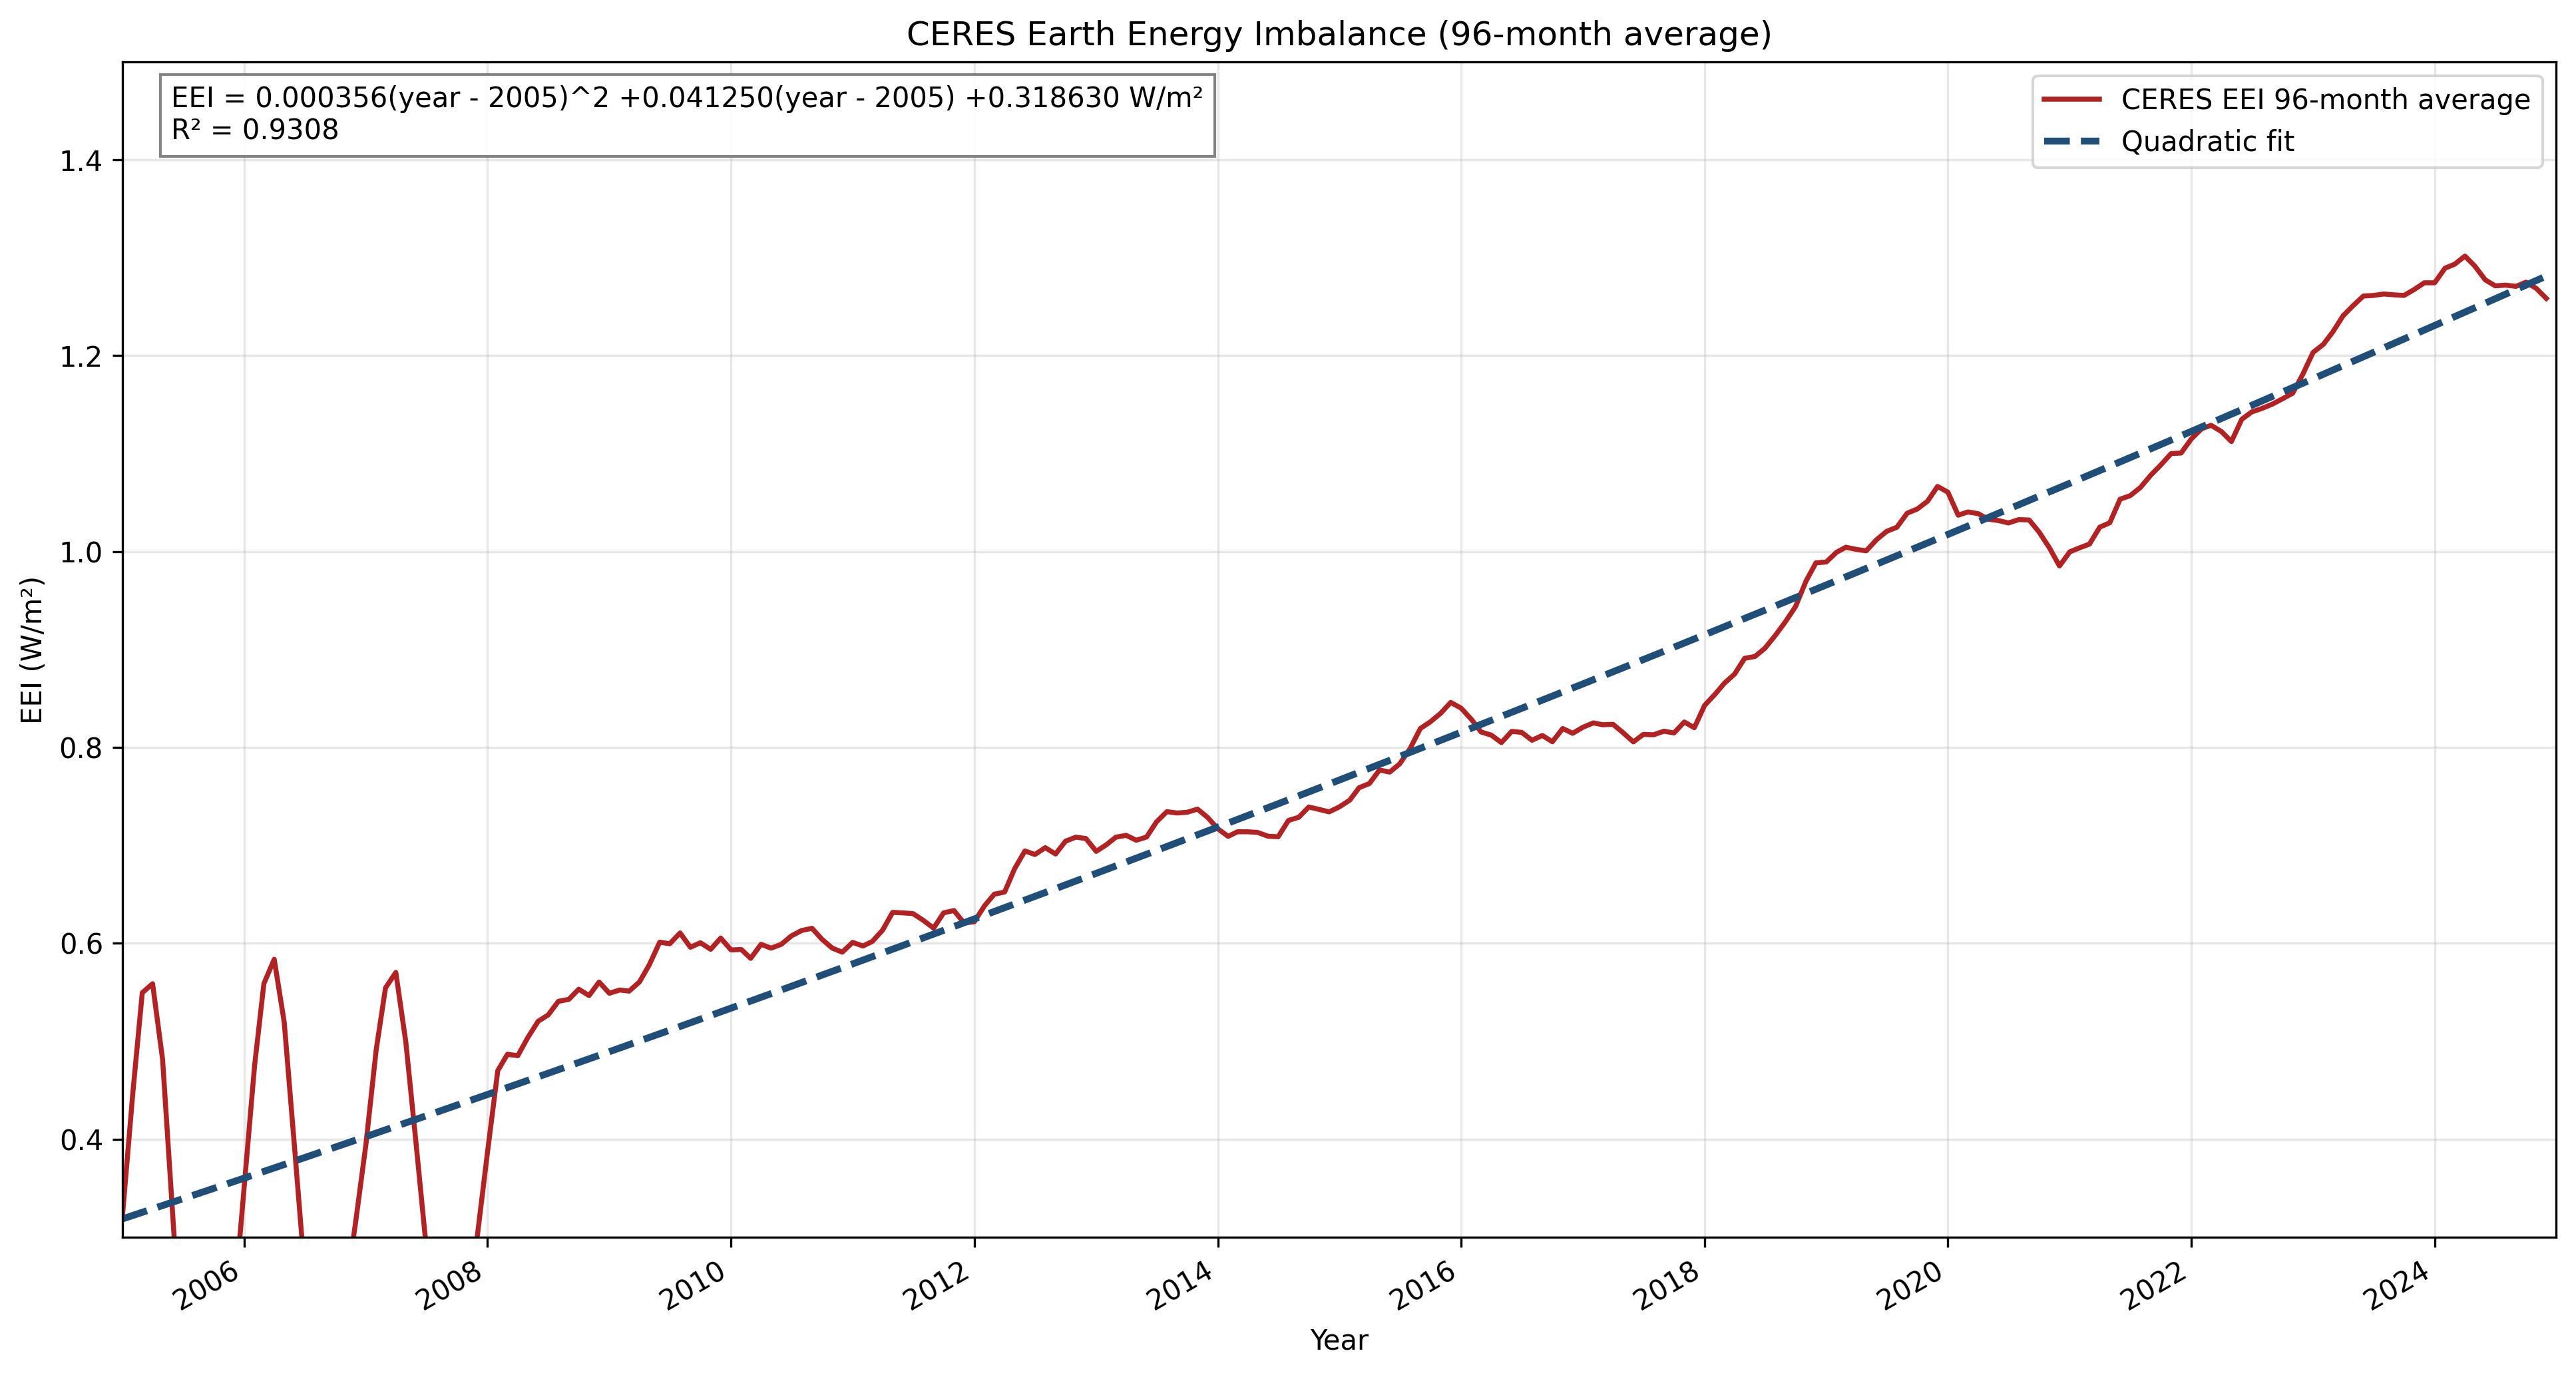 CERES Earth Energy Imbalance (96-month average)
EEI = 0.000356(year - 2005)^2 +0.041250(year - 2005) +0.318630 W/m²
R² = 0.9308
CERES EEI 96-month average
Quadratic fit
1.4
1.2
1.0
0.8
0.6
0.4
EEI (W/m²)
2006
2008
2010
2012
2014
2016
2018
2020
2022
2024
Year